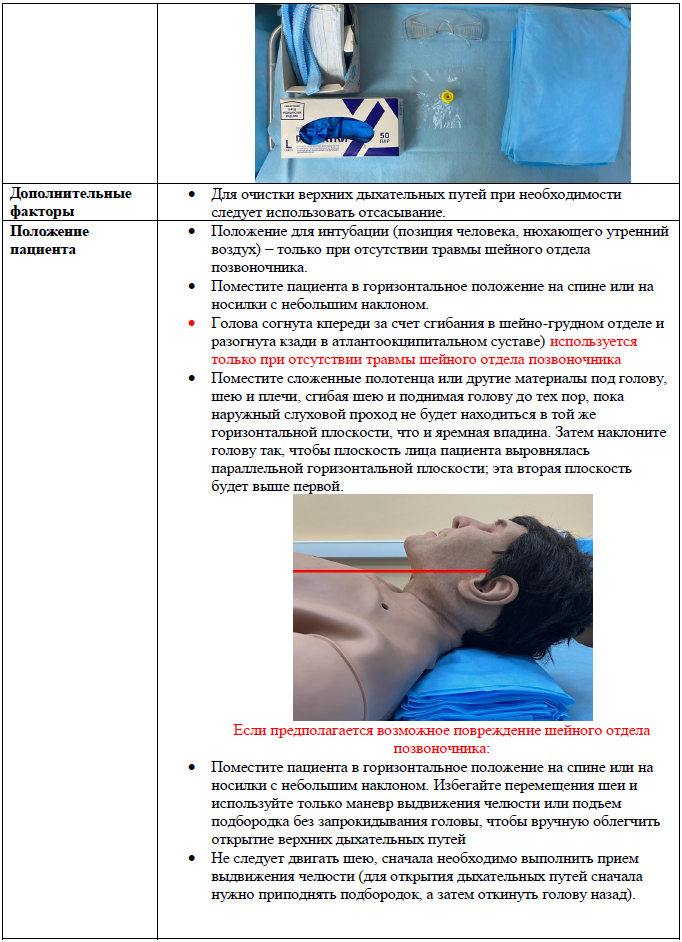 L
50
ПАР
Дополнительные
факторы
Для очистки верхних дыхательных путей при необходимости
следует использовать отсасывание.
Положение
пациента
Положение для интубации (позиция человека, нюхающего утренний
воздух) – только при отсутствии травмы шейного отдела
позвоночника.
Поместите пациента в горизонтальное положение на спине или на
носилки с небольшим наклоном.
Голова согнута кпереди за счет сгибания в шейно-грудном отделе и
разогнута кзади в атлантоокципитальном суставе) используется
только при отсутствии травмы шейного отдела позвоночника
Поместите сложенные полотенца или другие материалы под голову,
шею и плечи, сгибая шею и поднимая голову до тех пор, пока
наружный слуховой проход не будет находиться в той же
горизонтальной плоскости, что и яремная впадина. Затем наклоните
голову так, чтобы плоскость лица пациента выровнялась
параллельной горизонтальной плоскости; эта вторая плоскость
будет выше первой.
Если предполагается возможное повреждение шейного отдела
позвоночника:
Поместите пациента в горизонтальное положение на спине или на
носилки с небольшим наклоном. Избегайте перемещения шеи и
используйте только маневр выдвижения челюсти или подъем
подбородка без запрокидывания головы, чтобы вручную облегчить
открытие верхних дыхательных путей
Не следует двигать шею, сначала необходимо выполнить прием
выдвижения челюсти (для открытия дыхательных путей сначала
нужно приподнять подбородок, а затем откинуть голову назад).